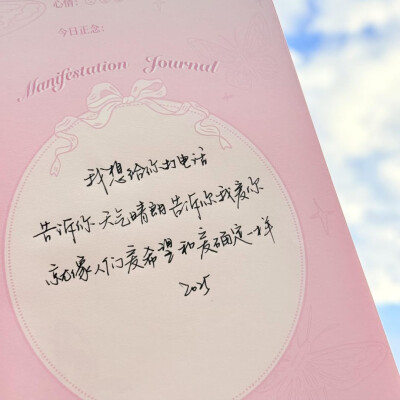 心情:
今日正念:
Manifestation Journal
我想给你打电话
告诉你天气晴朗告诉你我爱你
就像人们爱希望和爱确定一样
2025